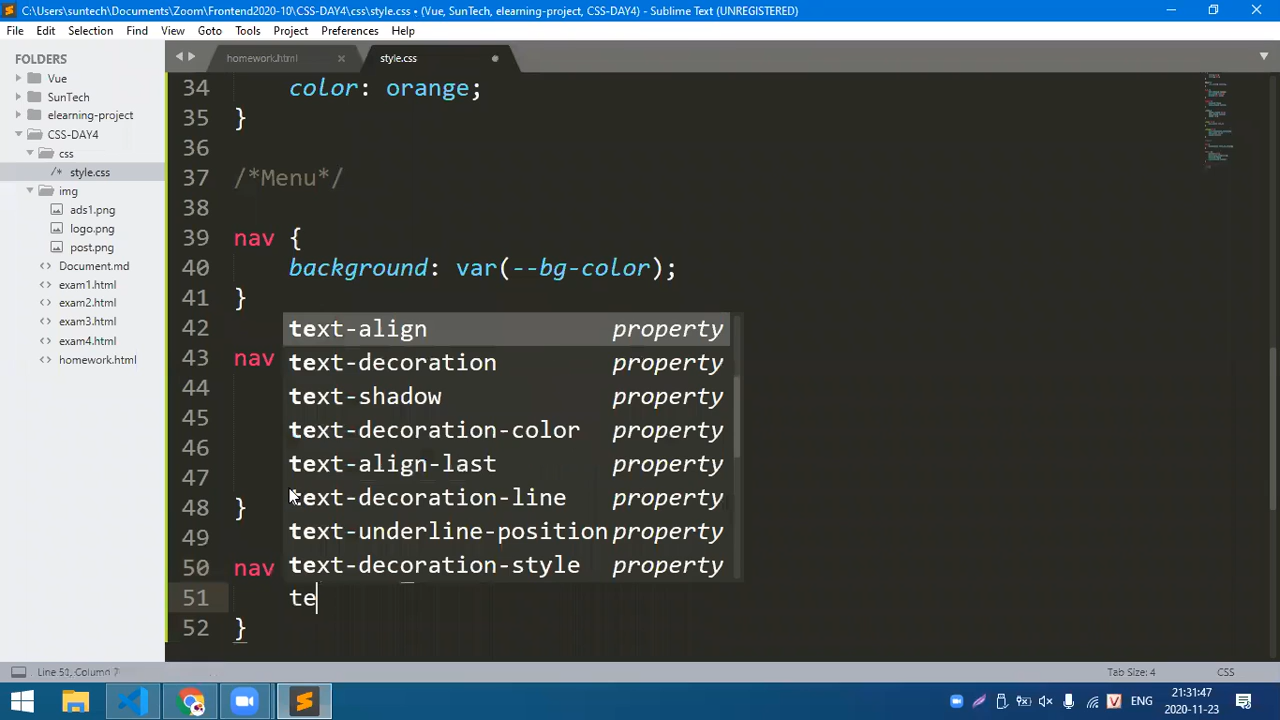 C:\Users\suntech\Documents\Zoom\Frontend2020-10\CSS-DAY4\css\style.css • (Vue, SunTech, elearning-project, CSS-DAY4) - Sublime Text (UNREGISTERED)
File Edit Selection Find View Goto Tools Project Preferences Help
FOLDERS
Vue
SunTech
elearning-project
CSS-DAY4
css
/* style.css
img
ads1.png
logo.png
post.png
Document.md
exam1.html
exam2.html
exam3.html
exam4.html
homework.html
homework.html
style.css
34 color: orange;
35 }
36
37 /*Menu*/
38
39 nav {
40 background: var(--bg-color);
41 }
42
43 nav
44
45
46
47
48 }
49
50 nav
51 te
52 }
text-align property
text-decoration property
text-shadow property
text-decoration-color property
text-align-last property
text-decoration-line property
text-underline-position property
text-decoration-style property
Line 51, Column 7
Tab Size: 4
CSS
V
ENG
21:31:47
2020-11-23